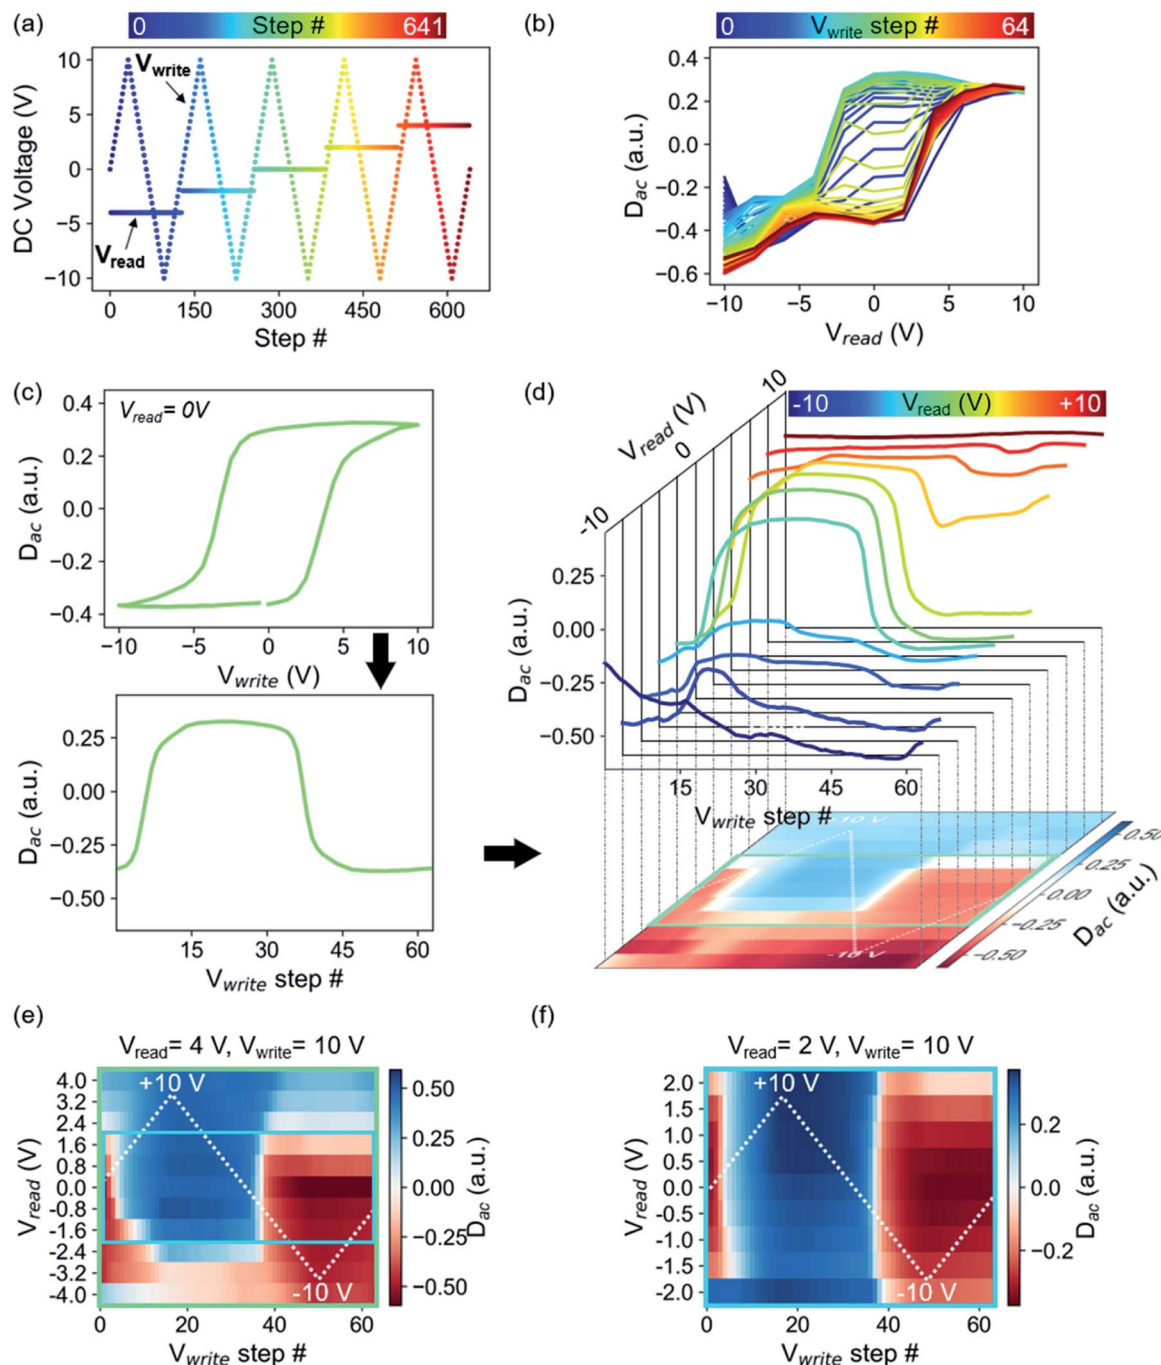 (a)
0 Step # 641
DC Voltage (V)
10
5
0
−5
−10
V_write
V_read
0 150 300 450 600
Step #
(b)
0 V_write step # 64
D_ac (a.u.)
0.4
0.2
0.0
−0.2
−0.4
−0.6
−10 −5 0 5 10
V_read (V)
(c)
V_read= 0V
D_ac (a.u.)
0.4
0.2
0.0
−0.2
−0.4
−10 −5 0 5 10
V_write (V)
D_ac (a.u.)
0.25
0.00
−0.25
−0.50
15 30 45 60
V_write step #
(d)
-10 V_read (V) +10
V_read (V)
-10 0 10
D_ac (a.u.)
0.25
0.00
−0.25
−0.50
15 30 45 60
V_write step #
-10 V
D_ac (a.u.)
0.50
0.25
0.00
−0.25
−0.50
(e)
V_read= 4 V, V_write= 10 V
V_read (V)
4.0
3.2
2.4
1.6
0.8
0.0
-0.8
-1.6
-2.4
-3.2
-4.0
+10 V
-10 V
0 20 40 60
V_write step #
0.50
0.25
0.00
−0.25
−0.50
D_ac (a.u.)
(f)
V_read= 2 V, V_write= 10 V
V_read (V)
2.0
1.5
1.0
0.5
0.0
-0.5
-1.0
-1.5
-2.0
+10 V
-10 V
0 20 40 60
V_write step #
0.2
0.0
−0.2
D_ac (a.u.)